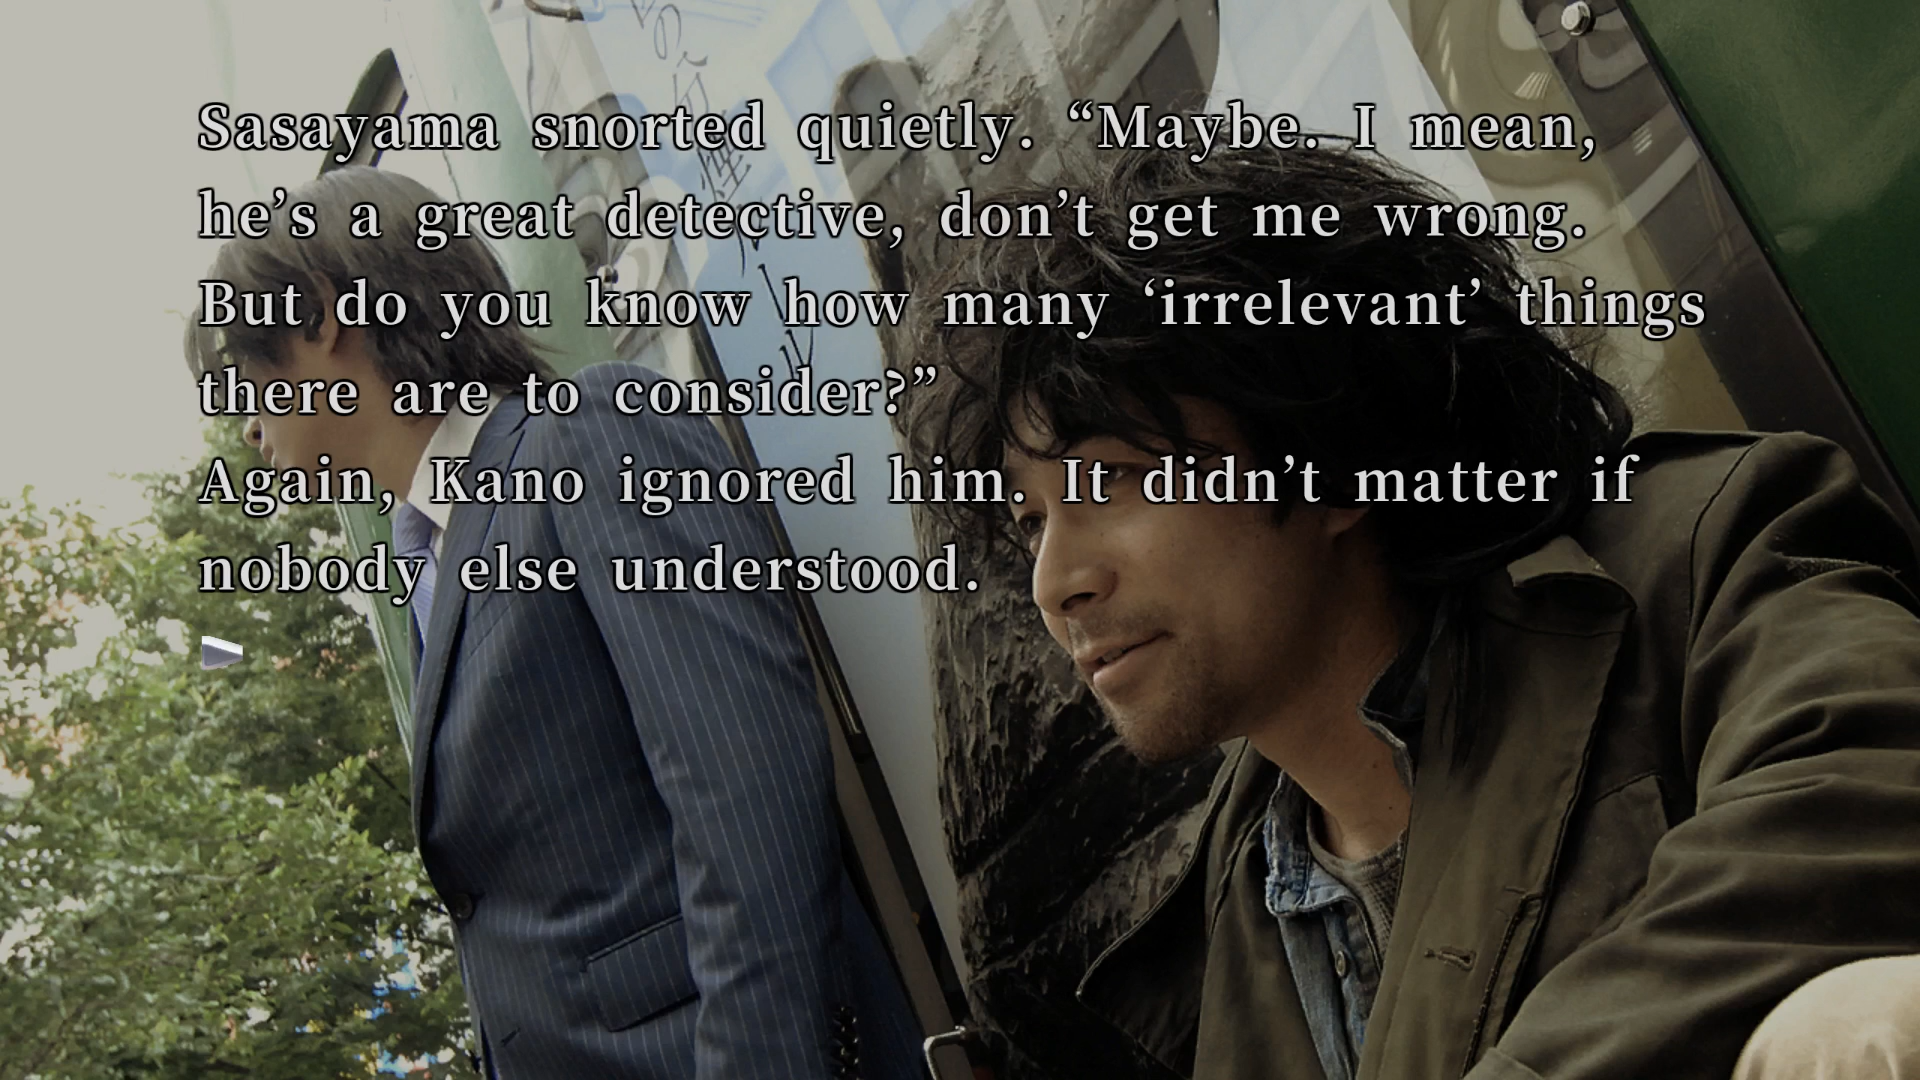 Sasayama snorted quietly. “Maybe. I mean,
he’s a great detective, don’t get me wrong.
But do you know how many ‘irrelevant’ things
there are to consider?”
Again, Kano ignored him. It didn’t matter if
nobody else understood.